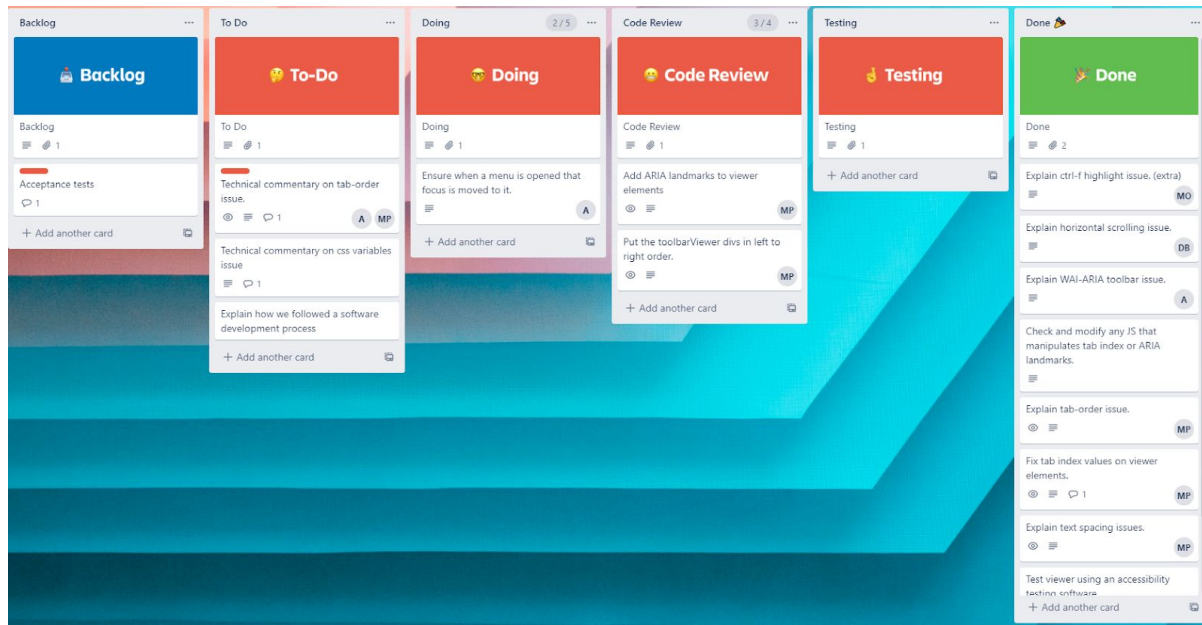 Backlog
Backlog
Backlog
1
Acceptance tests
1
+ Add another card
To Do
To-Do
To Do
1
Technical commentary on tab-order
issue.
1
A MP
Technical commentary on css variables
issue
1
Explain how we followed a software
development process
+ Add another card
Doing 2/5
Doing
Doing
1
Ensure when a menu is opened that
focus is moved to it.
A
+ Add another card
Code Review 3/4
Code Review
Code Review
1
Add ARIA landmarks to viewer
elements
MP
Put the toolbarViewer divs in left to
right order.
MP
+ Add another card
Testing
Testing
Testing
1
+ Add another card
Done
Done
Done
2
Explain ctrl-f highlight issue. (extra)
MO
Explain horizontal scrolling issue.
DB
Explain WAI-ARIA toolbar issue.
A
Check and modify any JS that
manipulates tab index or ARIA
landmarks.
Explain tab-order issue.
MP
Fix tab index values on viewer
elements.
1
MP
Explain text spacing issues.
MP
Test viewer using an accessibility
testing software
+ Add another card